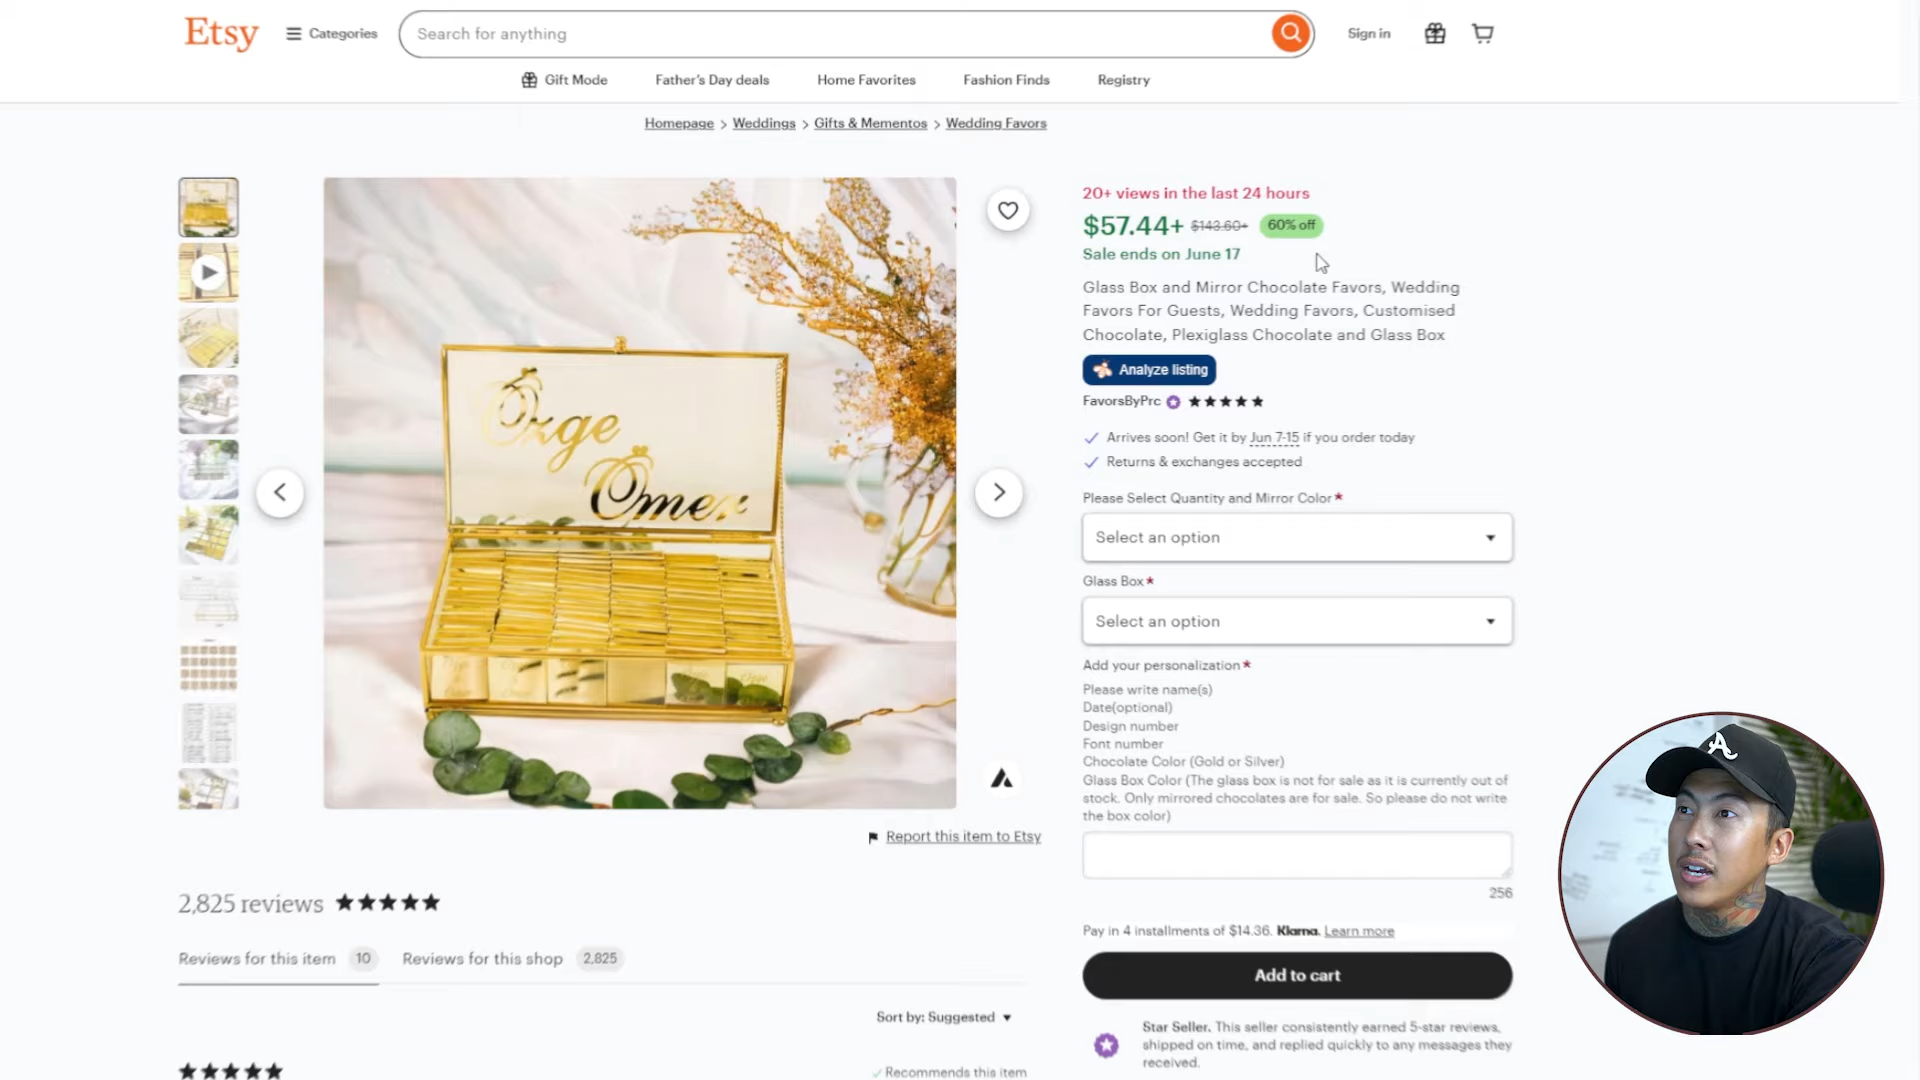 Etsy
Categories
Search for anything
Sign in
Gift Mode
Father's Day deals
Home Favorites
Fashion Finds
Registry
Homepage > Weddings > Gifts & Mementos > Wedding Favors
20+ views in the last 24 hours
$57.44+ $143.60+ 60% off
Sale ends on June 17
Glass Box and Mirror Chocolate Favors, Wedding
Favors For Guests, Wedding Favors, Customised
Chocolate, Plexiglass Chocolate and Glass Box
Analyze listing
FavorsByPrc
Arrives soon! Get it by Jun 7-15 if you order today
Returns & exchanges accepted
Please Select Quantity and Mirror Color*
Select an option
Glass Box*
Select an option
Add your personalization*
Please write name(s)
Date(optional)
Design number
Font number
Chocolate Color (Gold or Silver)
Glass Box Color (The glass box is not for sale as it is currently out of
stock. Only mirrored chocolates are for sale. So please do not write
the box color)
256
Pay in 4 installments of $14.36. Klarna. Learn more
Add to cart
Star Seller. This seller consistently earned 5-star reviews,
shipped on time, and replied quickly to any messages they
received.
Özge
Ömer
Report this item to Etsy
2,825 reviews
Reviews for this item 10
Reviews for this shop 2,825
Sort by: Suggested
Recommends this item
A